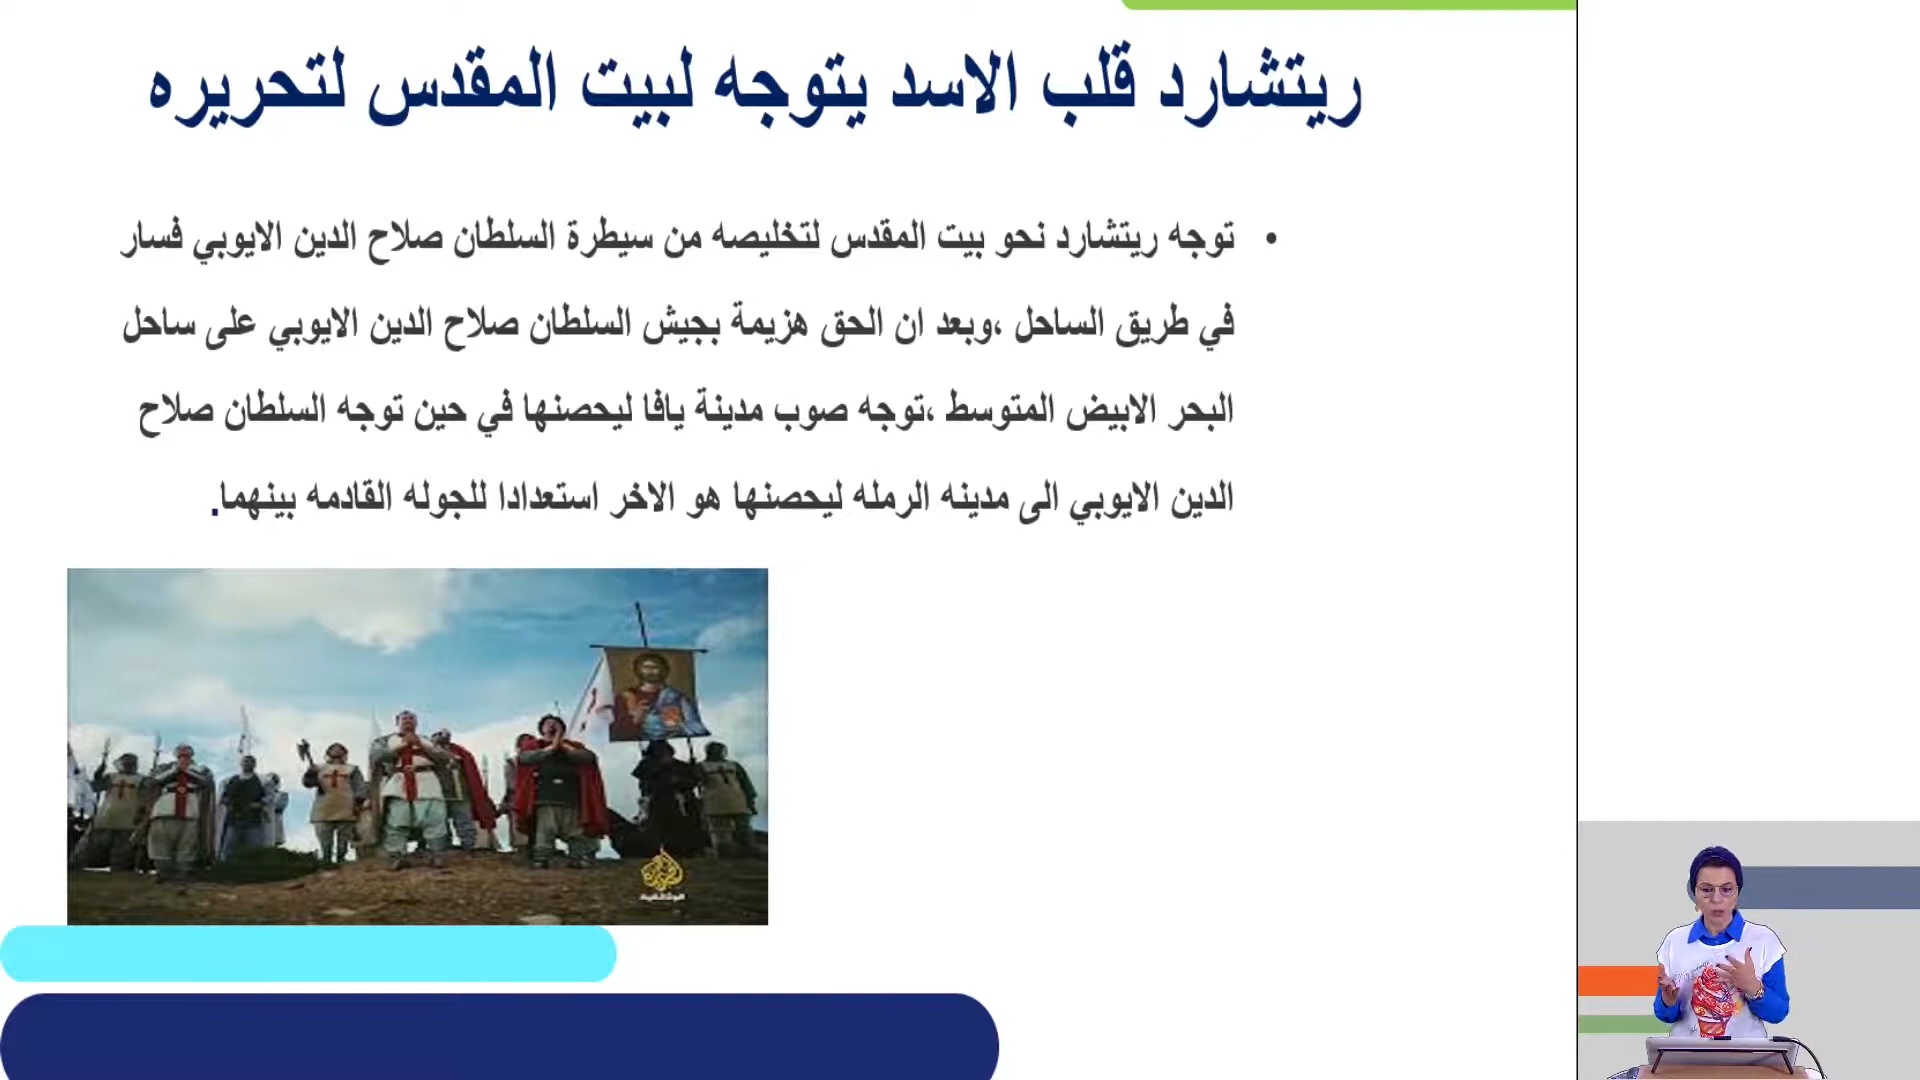 ريتشارد قلب الاسد يتوجه لبيت المقدس لتحريره
• توجه ريتشارد نحو بيت المقدس لتخليصه من سيطرة السلطان صلاح الدين الايوبي فسار
في طريق الساحل ،وبعد ان الحق هزيمة بجيش السلطان صلاح الدين الايوبي على ساحل
البحر الابيض المتوسط ،توجه صوب مدينة يافا ليحصنها في حين توجه السلطان صلاح
الدين الايوبي الى مدينه الرمله ليحصنها هو الاخر استعدادا للجوله القادمه بينهما.
الجزيرة
الوثائقية